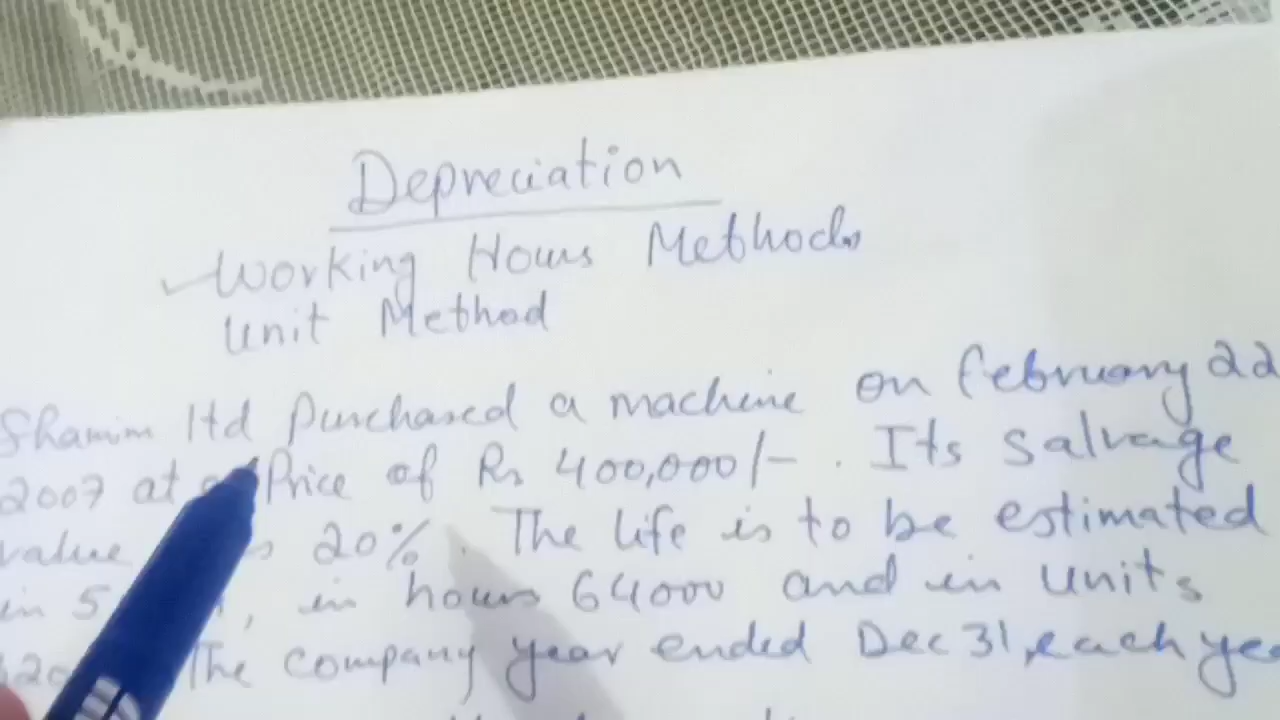 Depreciation
Working Hours Methods
Unit Method
Shamim ltd purchased a machine on february 22
2007 at Price of Rs 400,000/- . Its salvage
value 20%. The life is to be estimated
in 5 , in hours 64000 and in units
The company year ended Dec 31, each